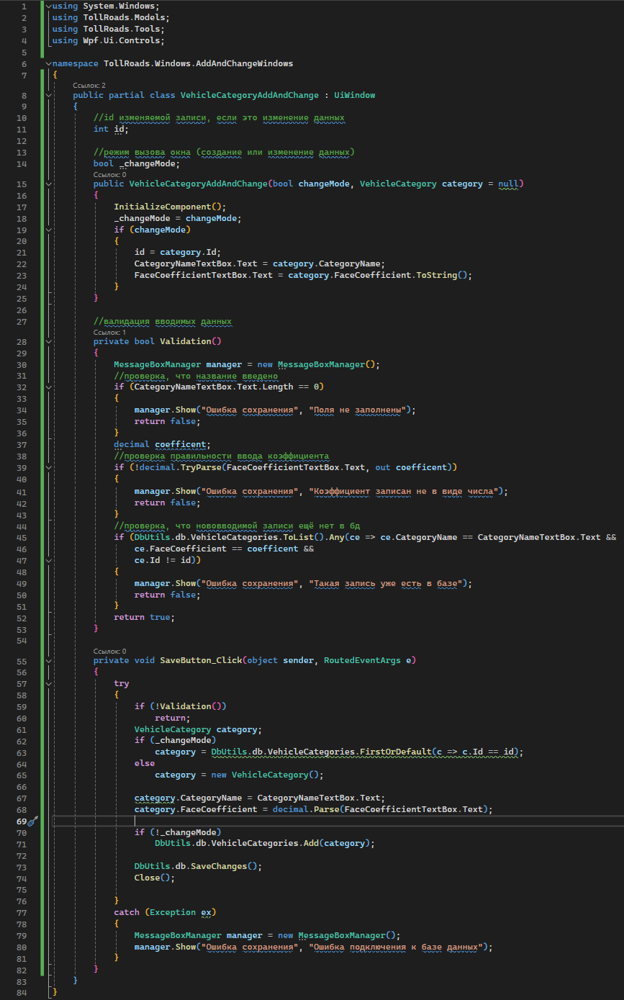 1 using System.Windows;
2 using TollRoads.Models;
3 using TollRoads.Tools;
4 using Wpf.Ui.Controls;
5
6 namespace TollRoads.Windows.AddAndChangeWindows
7 {
Ссылок: 2
8 public partial class VehicleCategoryAddAndChange : UiWindow
9 {
10 //id изменяемой записи, если это изменение данных
11 int id;
12
13 //режим вызова окна (создание или изменение данных)
14 bool _changeMode;
Ссылок: 0
15 public VehicleCategoryAddAndChange(bool changeMode, VehicleCategory category = null)
16 {
17 InitializeComponent();
18 _changeMode = changeMode;
19 if (changeMode)
20 {
21 id = category.Id;
22 CategoryNameTextBox.Text = category.CategoryName;
23 FaceCoefficientTextBox.Text = category.FaceCoefficient.ToString();
24 }
25 }
26
27 //валидация вводимых данных
Ссылок: 1
28 private bool Validation()
29 {
30 MessageBoxManager manager = new MessageBoxManager();
31 //проверка, что название введено
32 if (CategoryNameTextBox.Text.Length == 0)
33 {
34 manager.Show("Ошибка сохранения", "Поля не заполнены");
35 return false;
36 }
37 decimal coefficent;
38 //проверка правильности ввода коэффициента
39 if (!decimal.TryParse(FaceCoefficientTextBox.Text, out coefficent))
40 {
41 manager.Show("Ошибка сохранения", "Коэффициент записан не в виде числа");
42 return false;
43 }
44 //проверка, что нововводимой записи ещё нет в бд
45 if (DbUtils.db.VehicleCategories.ToList().Any(ce => ce.CategoryName == CategoryNameTextBox.Text &&
46 ce.FaceCoefficient == coefficent &&
47 ce.Id != id))
48 {
49 manager.Show("Ошибка сохранения", "Такая запись уже есть в базе");
50 return false;
51 }
52 return true;
53 }
54
Ссылок: 0
55 private void SaveButton_Click(object sender, RoutedEventArgs e)
56 {
57 try
58 {
59 if (!Validation())
60 return;
61 VehicleCategory category;
62 if (_changeMode)
63 category = DbUtils.db.VehicleCategories.FirstOrDefault(c => c.Id == id);
64 else
65 category = new VehicleCategory();
66
67 category.CategoryName = CategoryNameTextBox.Text;
68 category.FaceCoefficient = decimal.Parse(FaceCoefficientTextBox.Text);
69
70 if (!_changeMode)
71 DbUtils.db.VehicleCategories.Add(category);
72
73 DbUtils.db.SaveChanges();
74 Close();
75
76 }
77 catch (Exception ex)
78 {
79 MessageBoxManager manager = new MessageBoxManager();
80 manager.Show("Ошибка сохранения", "Ошибка подключения к базе данных");
81 }
82 }
83 }
84 }